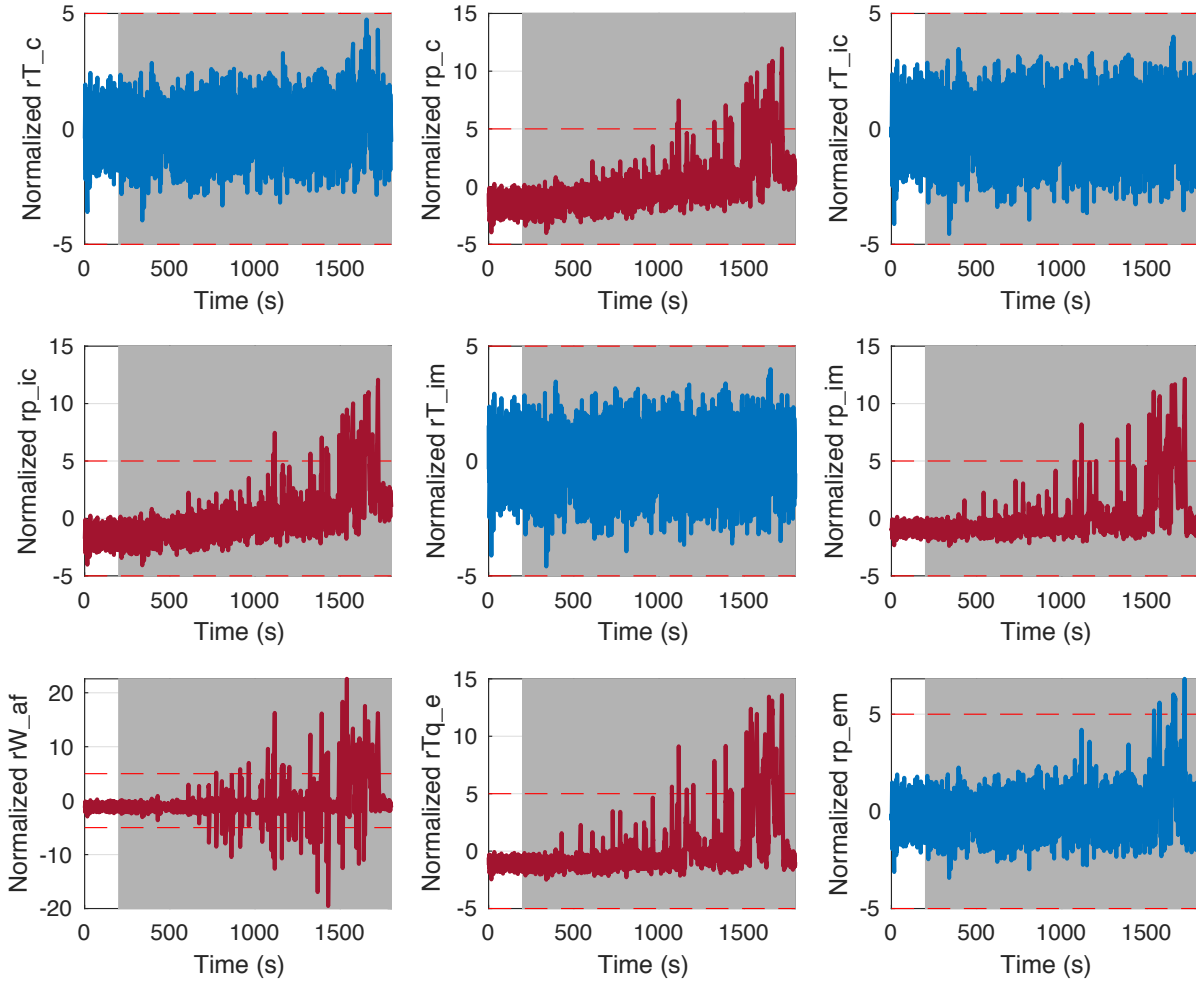 Normalized rT_c
5
0
-5
0 500 1000 1500
Time (s)
Normalized rp_c
15
10
5
0
-5
0 500 1000 1500
Time (s)
Normalized rT_ic
5
0
-5
0 500 1000 1500
Time (s)
Normalized rp_ic
15
10
5
0
-5
0 500 1000 1500
Time (s)
Normalized rT_im
5
0
-5
0 500 1000 1500
Time (s)
Normalized rp_im
15
10
5
0
-5
0 500 1000 1500
Time (s)
Normalized rW_af
20
10
0
-10
-20
0 500 1000 1500
Time (s)
Normalized rTq_e
15
10
5
0
-5
0 500 1000 1500
Time (s)
Normalized rp_em
5
0
-5
0 500 1000 1500
Time (s)